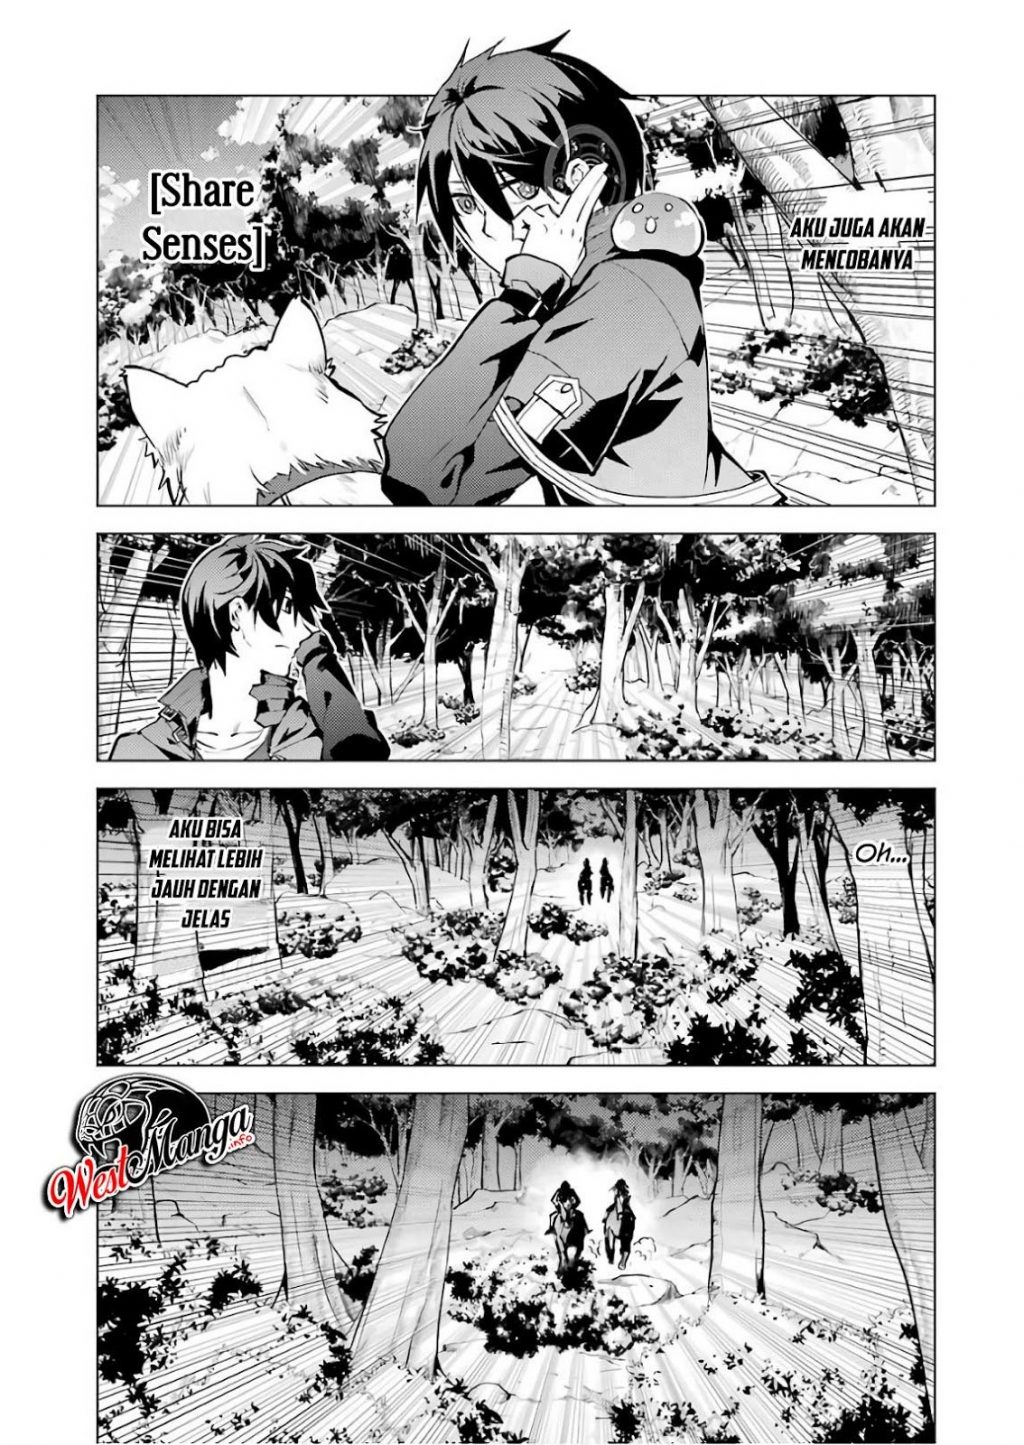 [Share
Senses]
AKU JUGA AKAN
MENCOBANYA
AKU BISA
MELIHAT LEBIH
JAUH DENGAN
JELAS
Oh...
WestManga
.info